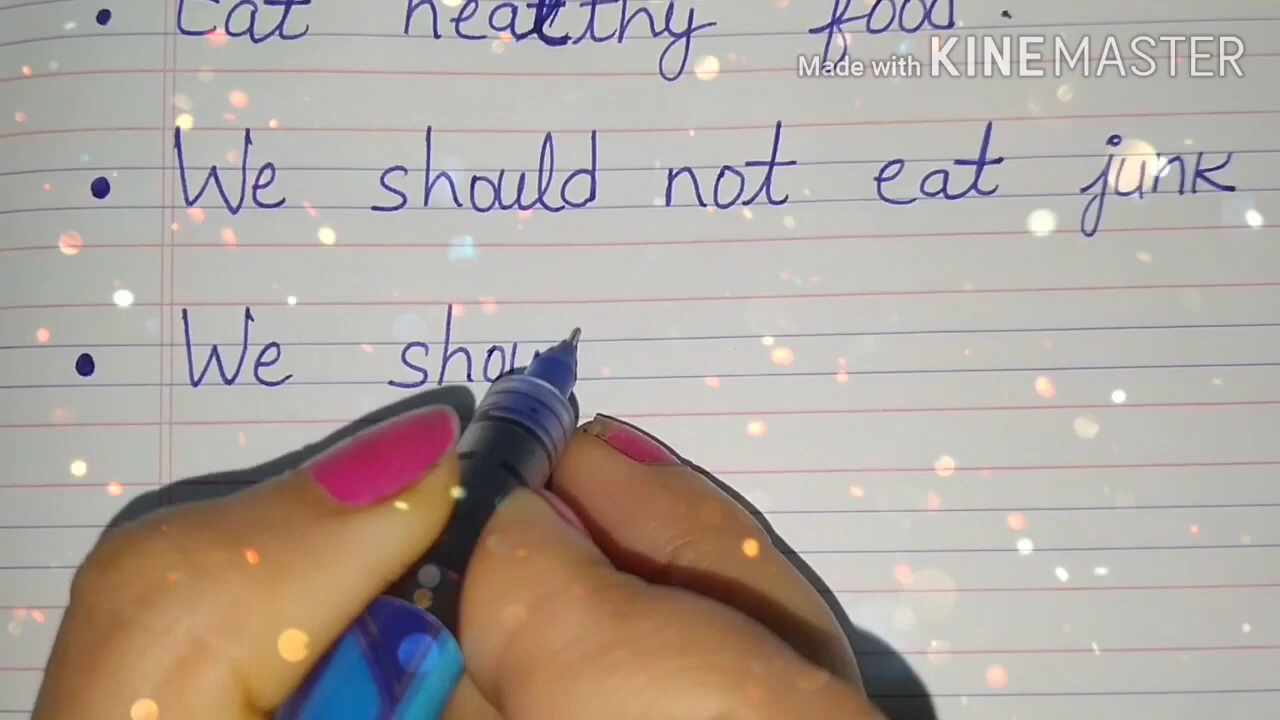 • Eat healthy food.
Made with KINEMASTER
• We should not eat junk
• We shou